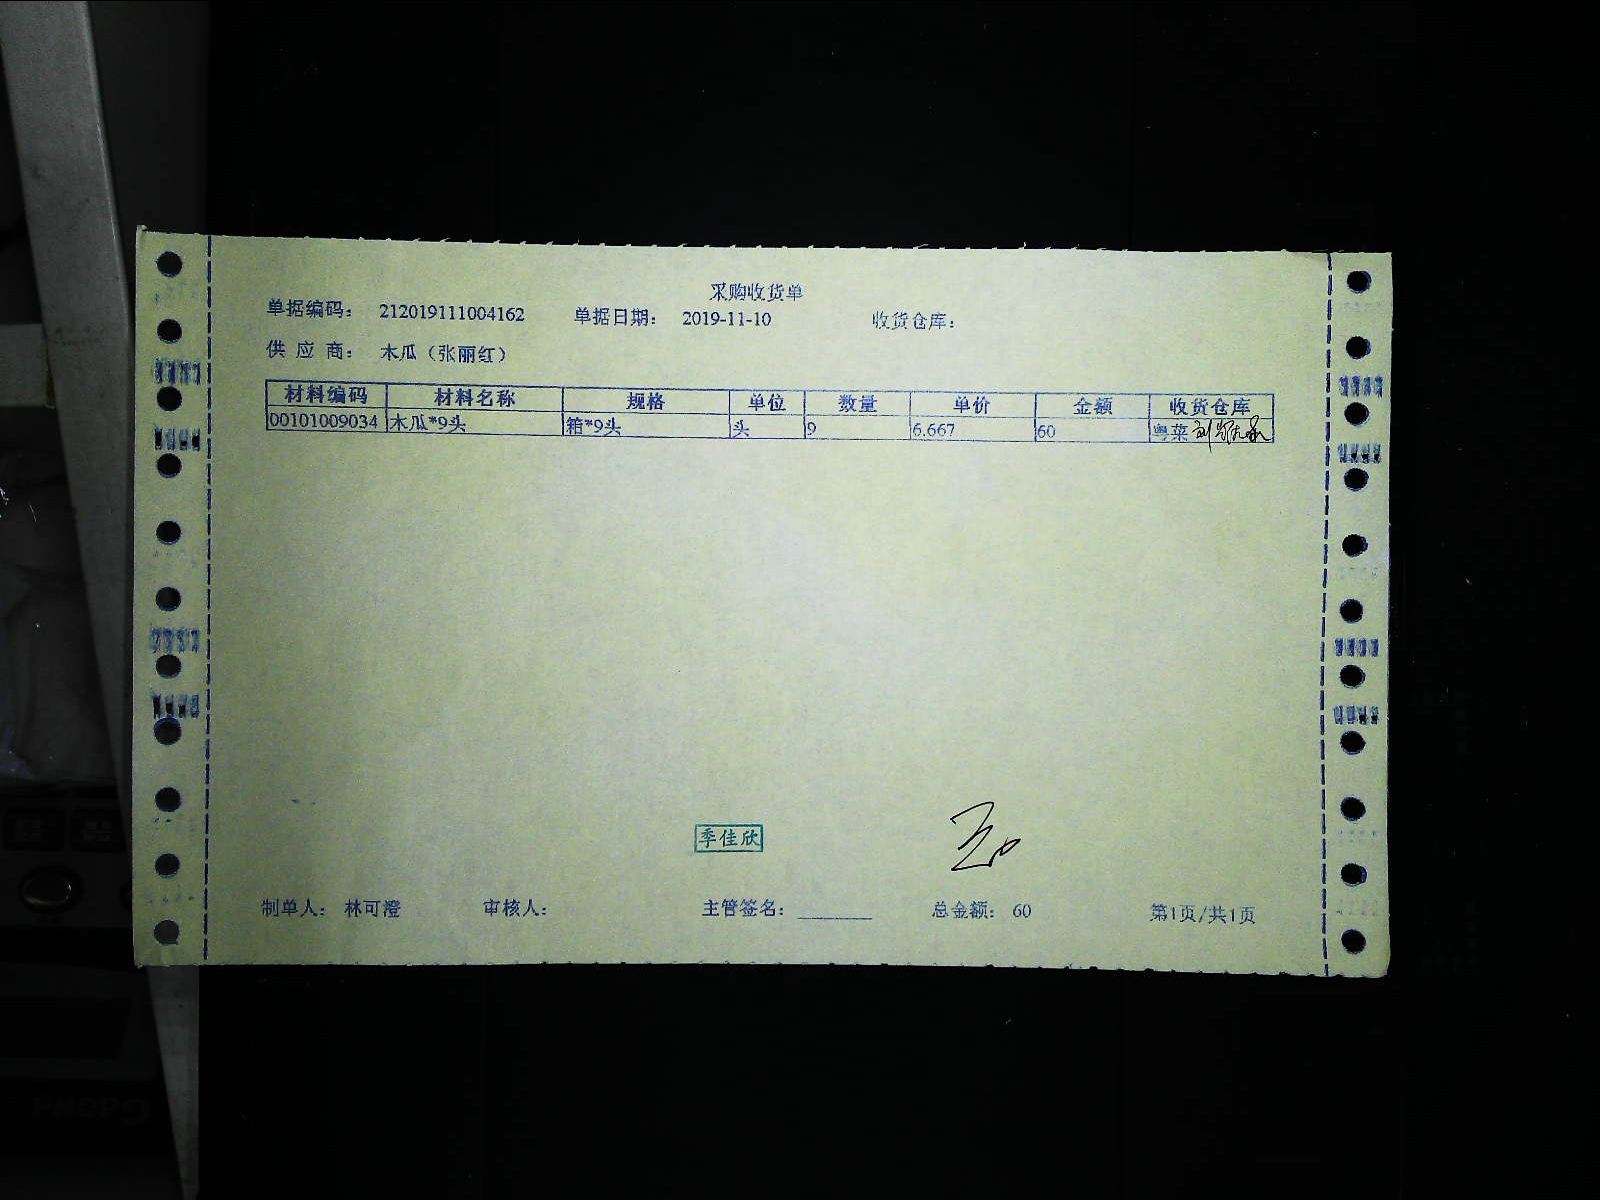 采购收货单
单据编码： 212019111004162 单据日期： 2019-11-10 收货仓库：
供 应 商： 木瓜（张丽红）
材料编码 材料名称 规格 单位 数量 单价 金额 收货仓库
00101009034 木瓜*9头 箱*9头 头 9 6.667 60 粤菜
季佳欣
制单人： 林可澄 审核人： 主管签名： ________ 总金额： 60 第1页/共1页